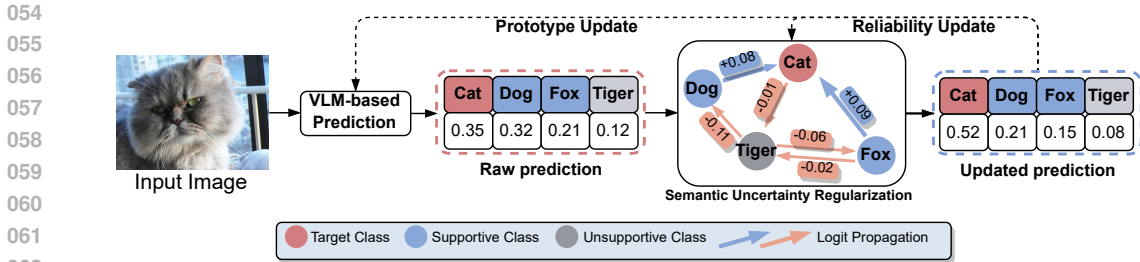 054
055
056
057
058
059
060
061
Prototype Update
Reliability Update
Input Image
VLM-based
Prediction
Cat Dog Fox Tiger
0.35 0.32 0.21 0.12
Raw prediction
Cat
Dog
Tiger
Fox
+0.08
-0.01
+0.09
-0.11
-0.06
-0.02
Semantic Uncertainty Regularization
Cat Dog Fox Tiger
0.52 0.21 0.15 0.08
Updated prediction
Target Class Supportive Class Unsupportive Class Logit Propagation